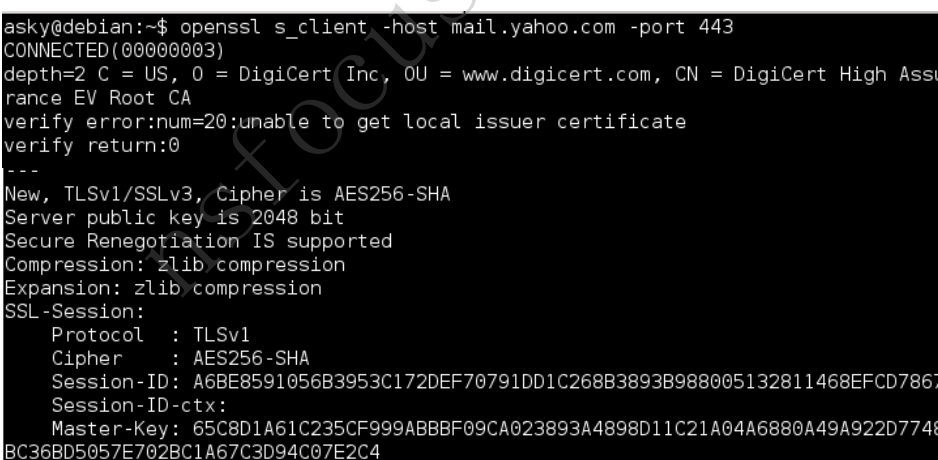 asky@debian:~$ openssl s_client -host mail.yahoo.com -port 443
CONNECTED(00000003)
depth=2 C = US, O = DigiCert Inc, OU = www.digicert.com, CN = DigiCert High Assu
rance EV Root CA
verify error:num=20:unable to get local issuer certificate
verify return:0
---
New, TLSv1/SSLv3, Cipher is AES256-SHA
Server public key is 2048 bit
Secure Renegotiation IS supported
Compression: zlib compression
Expansion: zlib compression
SSL-Session:
    Protocol  : TLSv1
    Cipher    : AES256-SHA
    Session-ID: A6BE8591056B3953C172DEF70791DD1C268B3893B988005132811468EFCD7867
    Session-ID-ctx:
    Master-Key: 65C8D1A61C235CF999ABBBF09CA023893A4898D11C21A04A6880A49A922D7748
BC36BD5057E702BC1A67C3D94C07E2C4
nsfocus